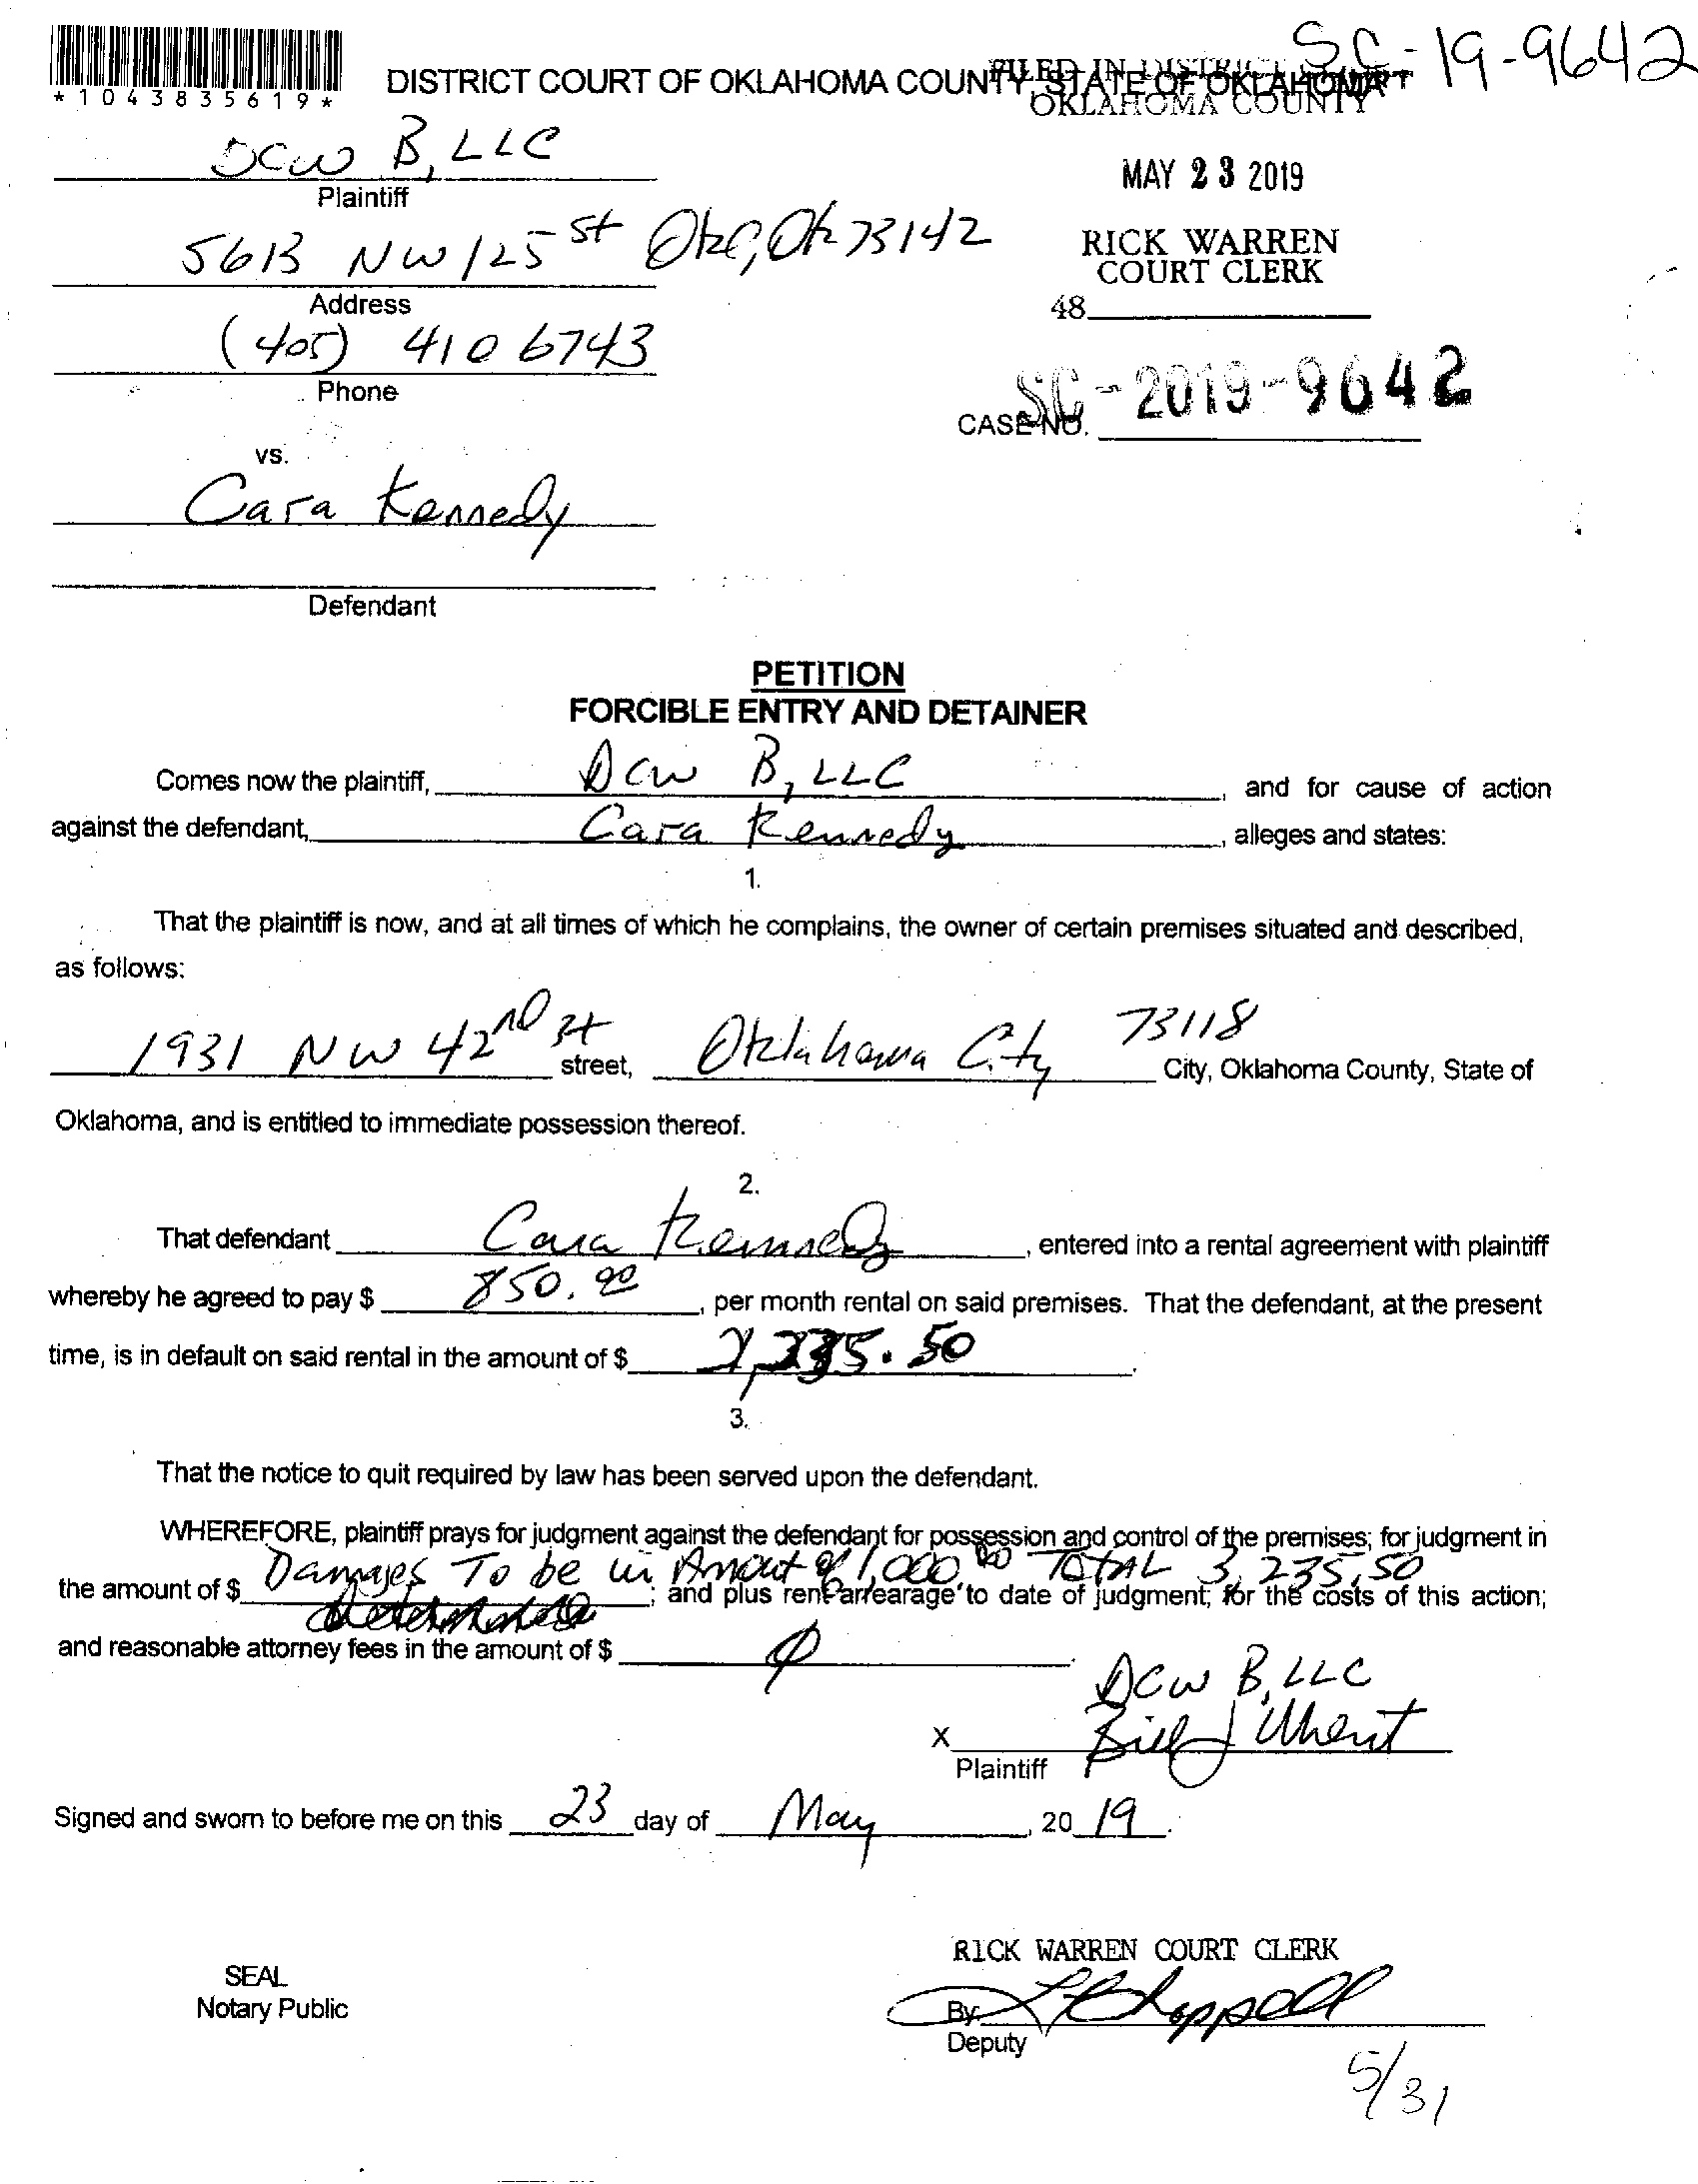 SC-19-9642
*1043835619*
DISTRICT COURT OF OKLAHOMA COUNTY, STATE OF OKLAHOMA
FILED IN DISTRICT COURT
OKLAHOMA COUNTY
DCW B, LLC
Plaintiff
MAY 23 2019
5613 NW 125 St Okc, Ok 73142
Address
RICK WARREN
COURT CLERK
48
(405) 410 6743
Phone
SC-2019-9642
CASE NO.
vs.
Cara Kennedy
Defendant
PETITION
FORCIBLE ENTRY AND DETAINER
Comes now the plaintiff, DCW B, LLC, and for cause of action
against the defendant, Cara Kennedy, alleges and states:
1.
That the plaintiff is now, and at all times of which he complains, the owner of certain premises situated and described,
as follows:
1931 NW 42nd St street, Oklahoma City 73118 City, Oklahoma County, State of
Oklahoma, and is entitled to immediate possession thereof.
2.
That defendant Cara Kennedy, entered into a rental agreement with plaintiff
whereby he agreed to pay $ 850.00, per month rental on said premises. That the defendant, at the present
time, is in default on said rental in the amount of $ 2,235.50.
3.
That the notice to quit required by law has been served upon the defendant.
WHEREFORE, plaintiff prays for judgment against the defendant for possession and control of the premises; for judgment in
Damages To be in Amout of 1,000 00 TOTAL 3,235.50
the amount of $ ; and plus rent arrearage to date of judgment; for the costs of this action;
determined
and reasonable attorney fees in the amount of $ φ.
DCW B, LLC
X
Plaintiff
Signed and sworn to before me on this 23 day of May, 20 19.
RICK WARREN COURT CLERK
SEAL
Notary Public
By
Deputy
5/31